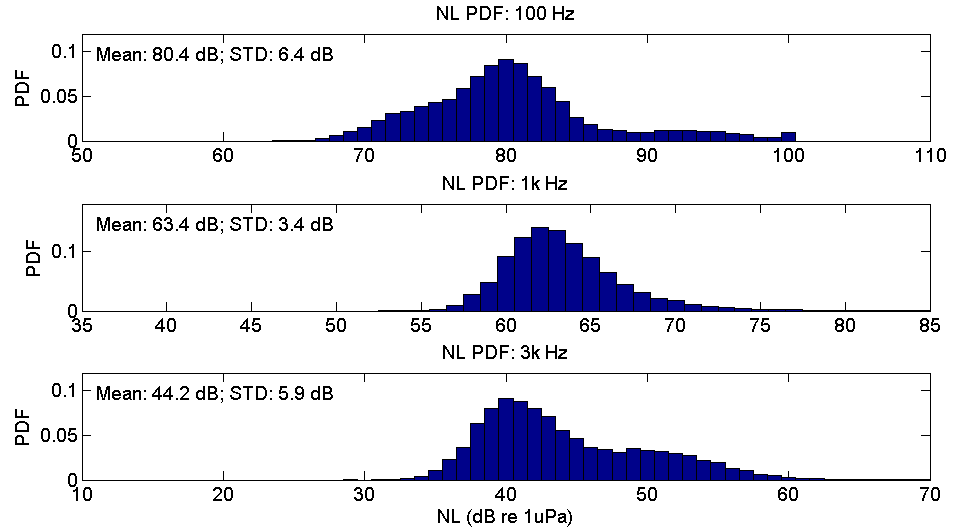 NL PDF: 100 Hz
Mean: 80.4 dB; STD: 6.4 dB
PDF
0.1
0.05
0
50 60 70 80 90 100 110
NL PDF: 1k Hz
Mean: 63.4 dB; STD: 3.4 dB
PDF
0.1
0
35 40 45 50 55 60 65 70 75 80 85
NL PDF: 3k Hz
Mean: 44.2 dB; STD: 5.9 dB
PDF
0.1
0.05
0
10 20 30 40 50 60 70
NL (dB re 1uPa)